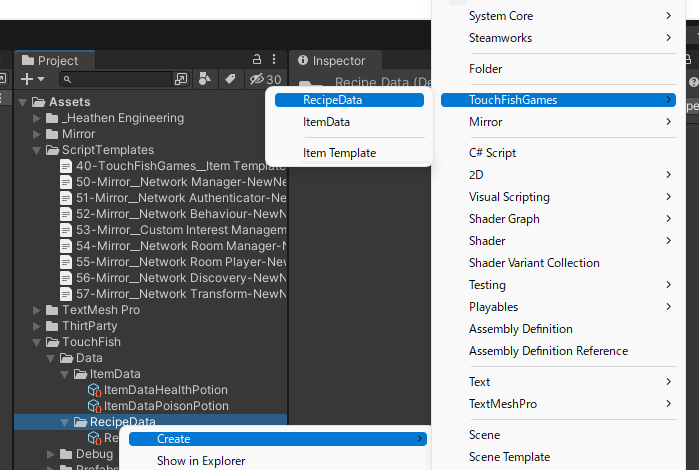 Project
Inspector
30
Recipe Data (De
Assets
_Heathen Engineering
Mirror
ScriptTemplates
40-TouchFishGames__Item Templat
50-Mirror__Network Manager-NewN
51-Mirror__Network Authenticator-Ne
52-Mirror__Network Behaviour-NewN
53-Mirror__Custom Interest Managem
54-Mirror__Network Room Manager-N
55-Mirror__Network Room Player-New
56-Mirror__Network Discovery-NewN
57-Mirror__Network Transform-NewN
TextMesh Pro
ThirtParty
TouchFish
Data
ItemData
ItemDataHealthPotion
ItemDataPoisonPotion
RecipeData
Re
Debug
Prefabs
RecipeData
ItemData
Item Template
Create
Show in Explorer
System Core
Steamworks
Folder
TouchFishGames
Mirror
C# Script
2D
Visual Scripting
Shader Graph
Shader
Shader Variant Collection
Testing
Playables
Assembly Definition
Assembly Definition Reference
Text
TextMeshPro
Scene
Scene Template
pe